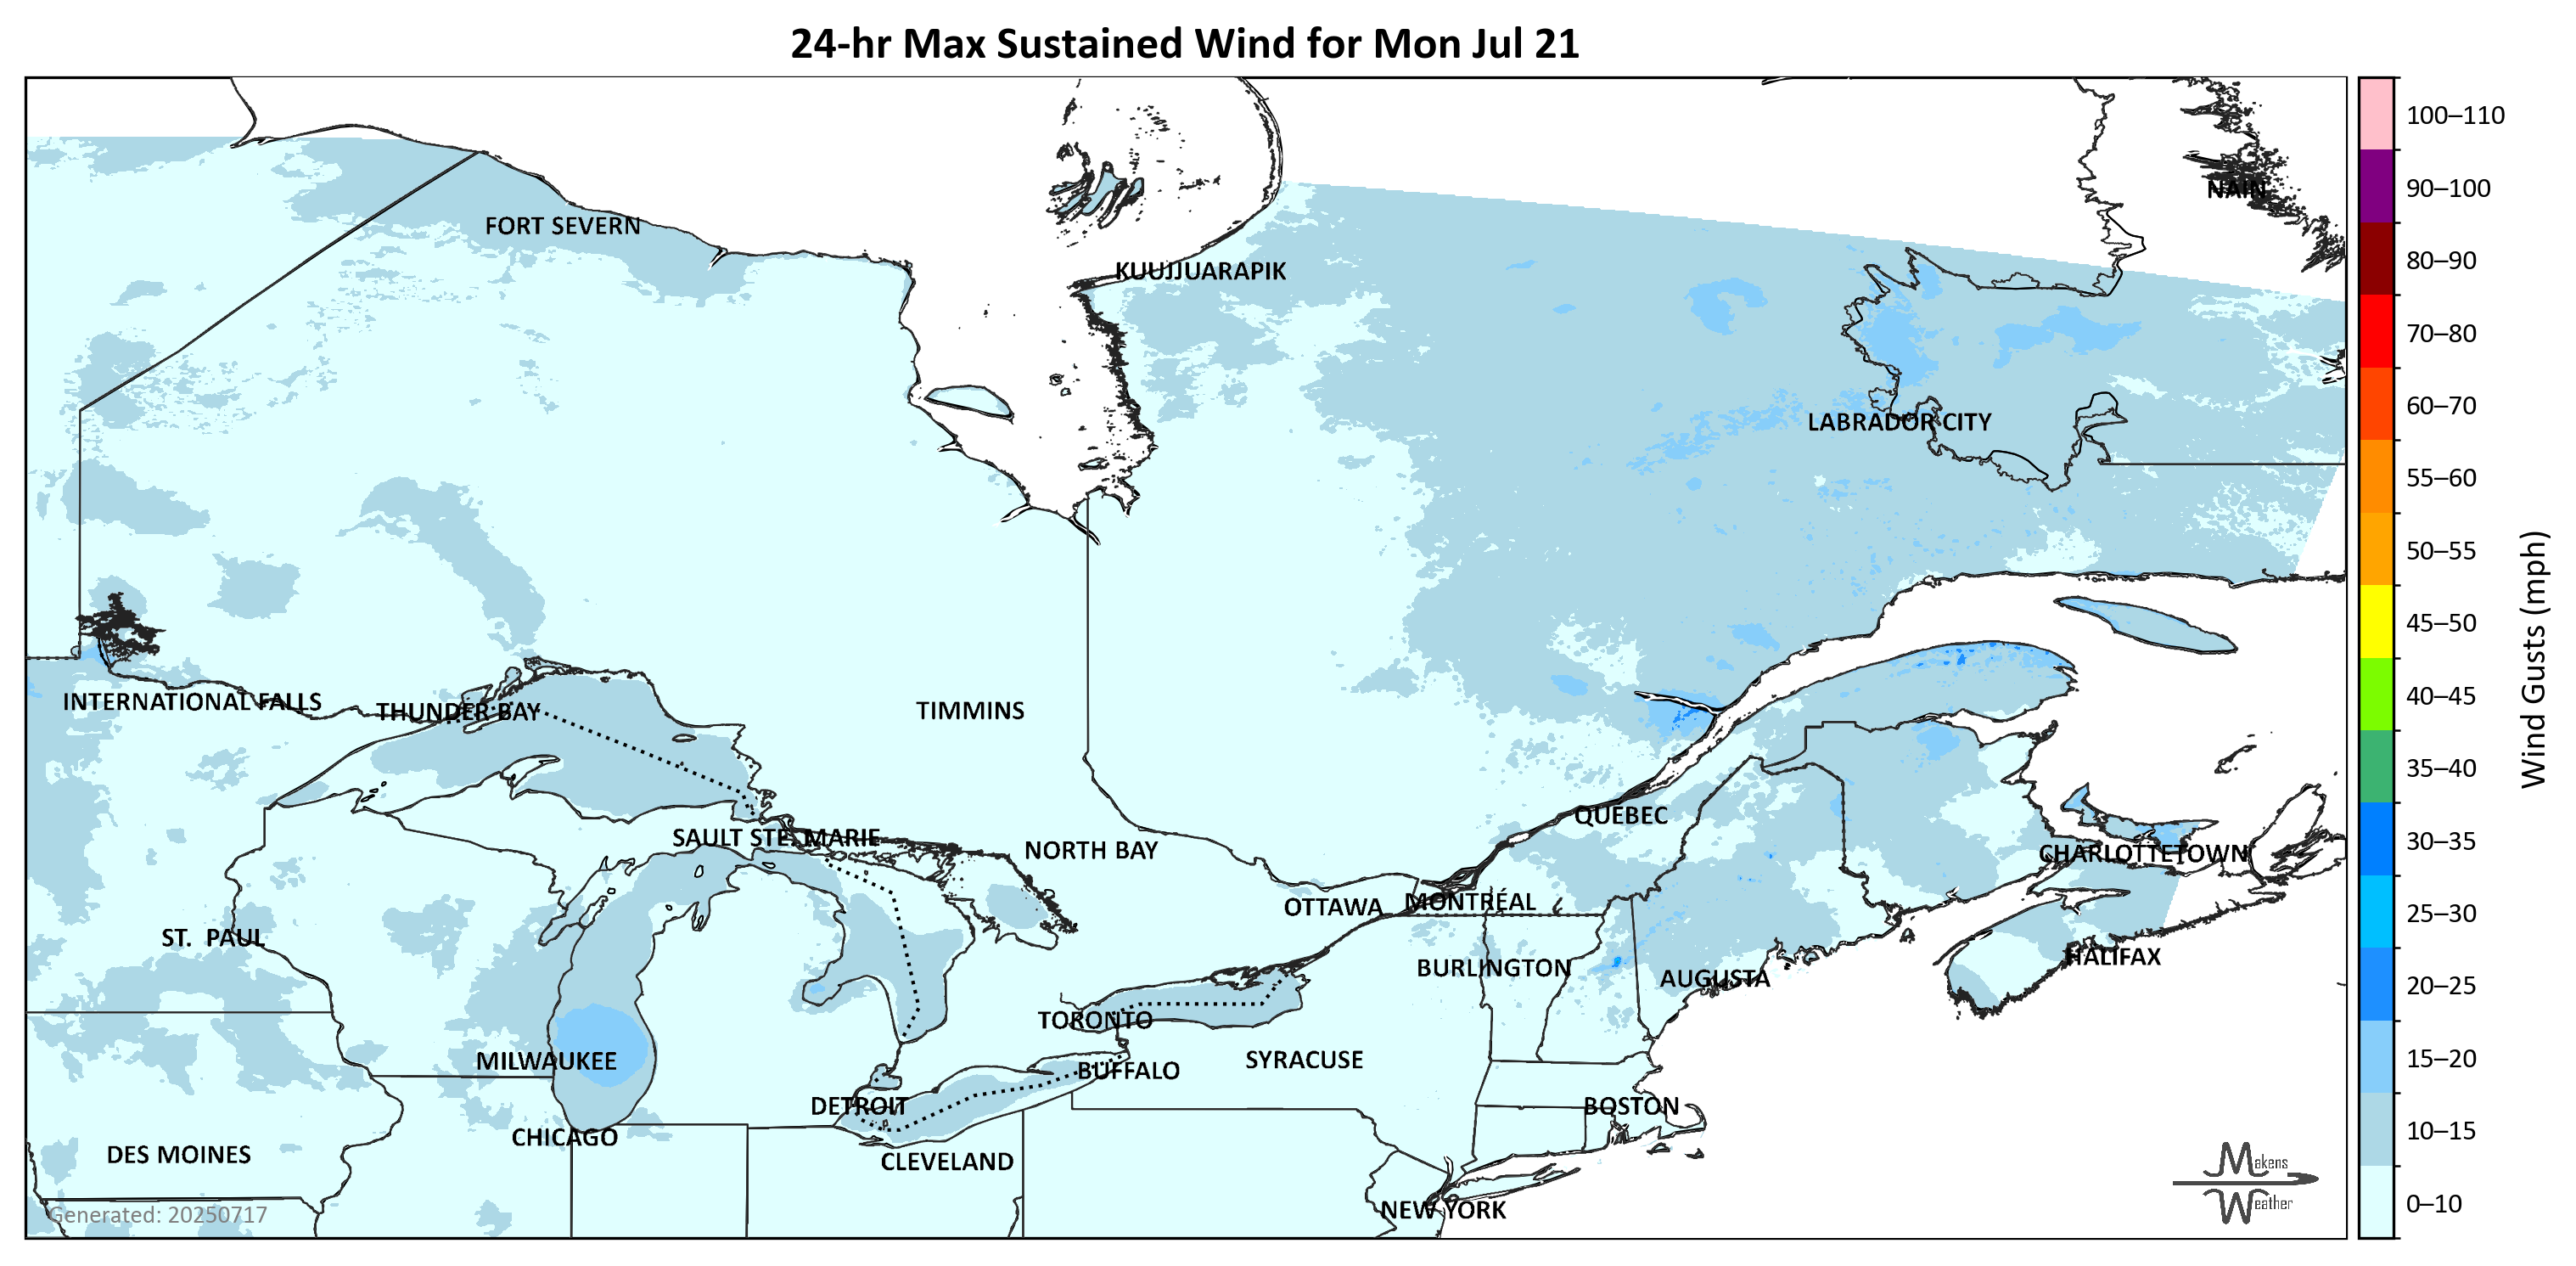 24-hr Max Sustained Wind for Mon Jul 21
100–110
NAIN
90–100
FORT SEVERN
80–90
KUUJJUARAPIK
70–80
60–70
LABRADOR CITY
55–60
50–55
45–50
Wind Gusts (mph)
40–45
INTERNATIONAL FALLS
THUNDER BAY
TIMMINS
35–40
QUEBEC
SAULT STE. MARIE
30–35
NORTH BAY
CHARLOTTETOWN
OTTAWA
MONTRÉAL
25–30
ST. PAUL
HALIFAX
BURLINGTON
AUGUSTA
20–25
TORONTO
MILWAUKEE
SYRACUSE
15–20
BUFFALO
DETROIT
BOSTON
CHICAGO
10–15
DES MOINES
CLEVELAND
Makens
Weather
0–10
NEW YORK
Generated: 20250717